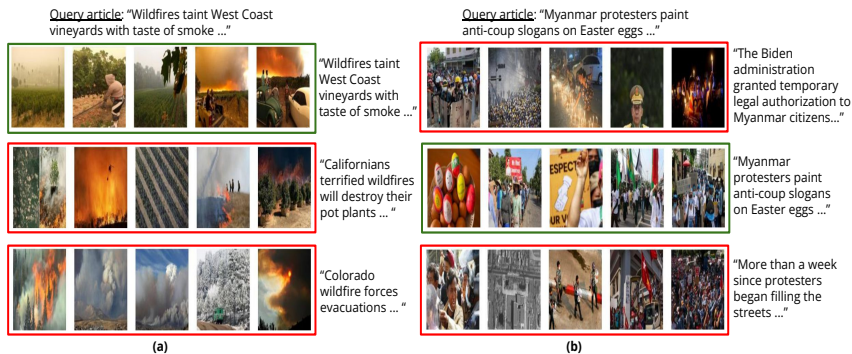 Query article: “Wildfires taint West Coast
vineyards with taste of smoke ...”
“Wildfires taint
West Coast
vineyards with
taste of smoke ...”
“Californians
terrified wildfires
will destroy their
pot plants ... “
“Colorado
wildfire forces
evacuations ... “
(a)
Query article: “Myanmar protesters paint
anti-coup slogans on Easter eggs ...”
“The Biden
administration
granted temporary
legal authorization to
Myanmar citizens...”
“Myanmar
protesters paint
anti-coup slogans
on Easter eggs ...”
“More than a week
since protesters
began filling the
streets ...”
(b)